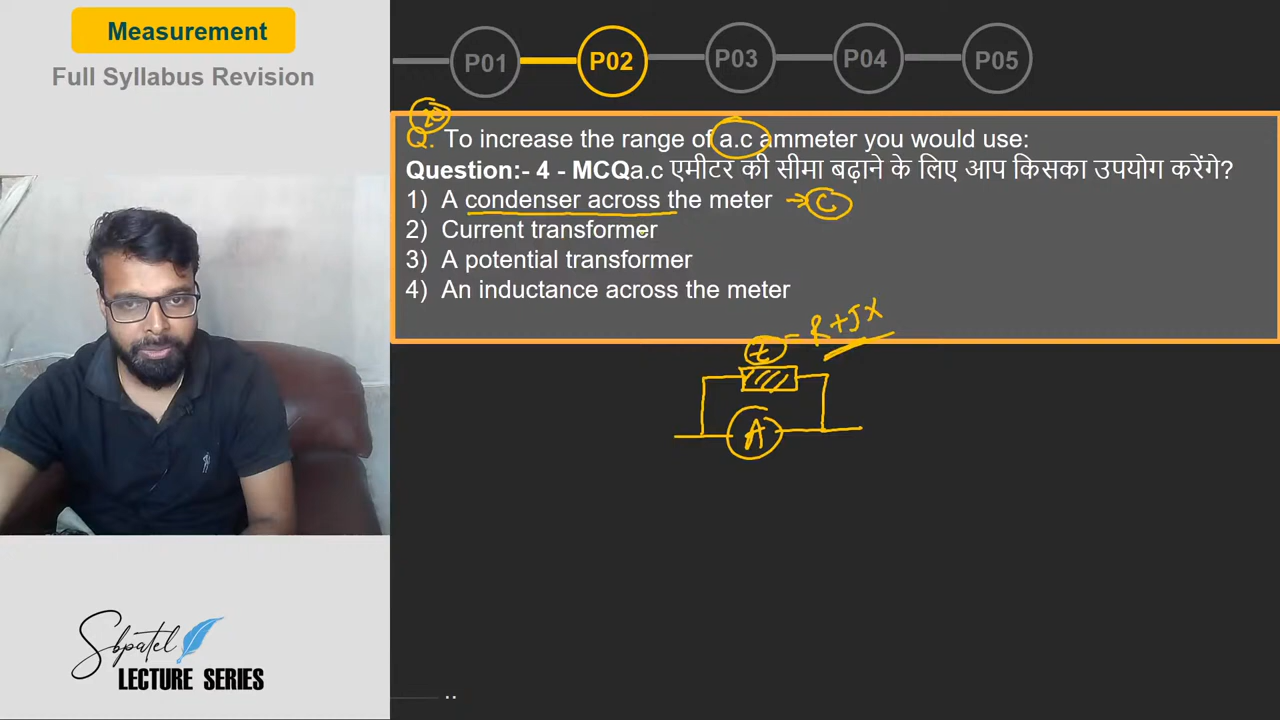 Measurement
Full Syllabus Revision
P01
P02
P03
P04
P05
Q. To increase the range of a.c ammeter you would use:
Question:- 4 - MCQa.c एमीटर की सीमा बढ़ाने के लिए आप किसका उपयोग करेंगे?
1) A condenser across the meter → C
2) Current transformer
3) A potential transformer
4) An inductance across the meter
R+jX
A
Sbpatel
LECTURE SERIES